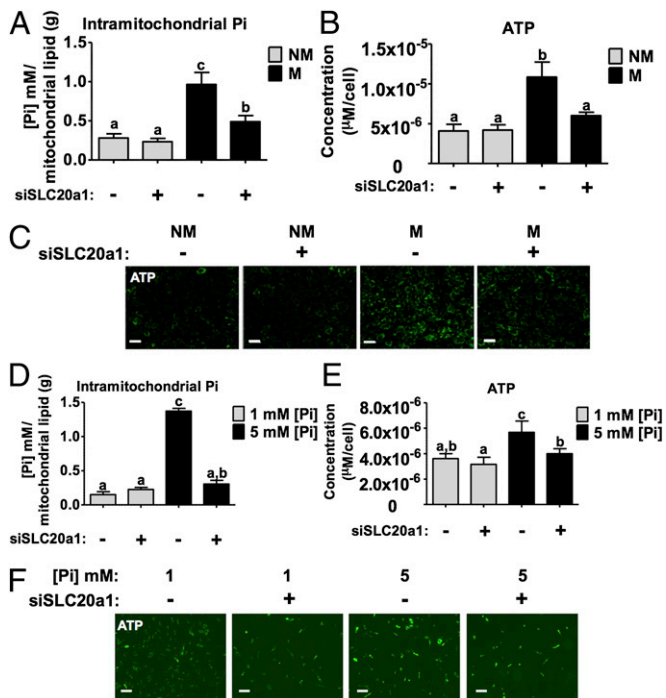 A
Intramitochondrial Pi
[Pi] mM/
mitochondrial lipid (g)
1.5
1.0
0.5
0.0
a
a
c
b
NM
M
siSLC20a1: - + - +
B
ATP
Concentration
(µM/cell)
1.5x10-5
1x10-5
5x10-6
0
a
a
b
a
NM
M
siSLC20a1: - + - +
C
NM NM M M
siSLC20a1: - + - +
ATP
D
Intramitochondrial Pi
[Pi] mM/
mitochondrial lipid (g)
1.5
1.0
0.5
0.0
a
a
c
a,b
1 mM [Pi]
5 mM [Pi]
siSLC20a1: - + - +
E
ATP
Concentration
(µM/cell)
8.0x10-6
6.0x10-6
4.0x10-6
2.0x10-6
0
a,b
a
c
b
1 mM [Pi]
5 mM [Pi]
siSLC20a1: - + - +
F
[Pi] mM: 1 1 5 5
siSLC20a1: - + - +
ATP